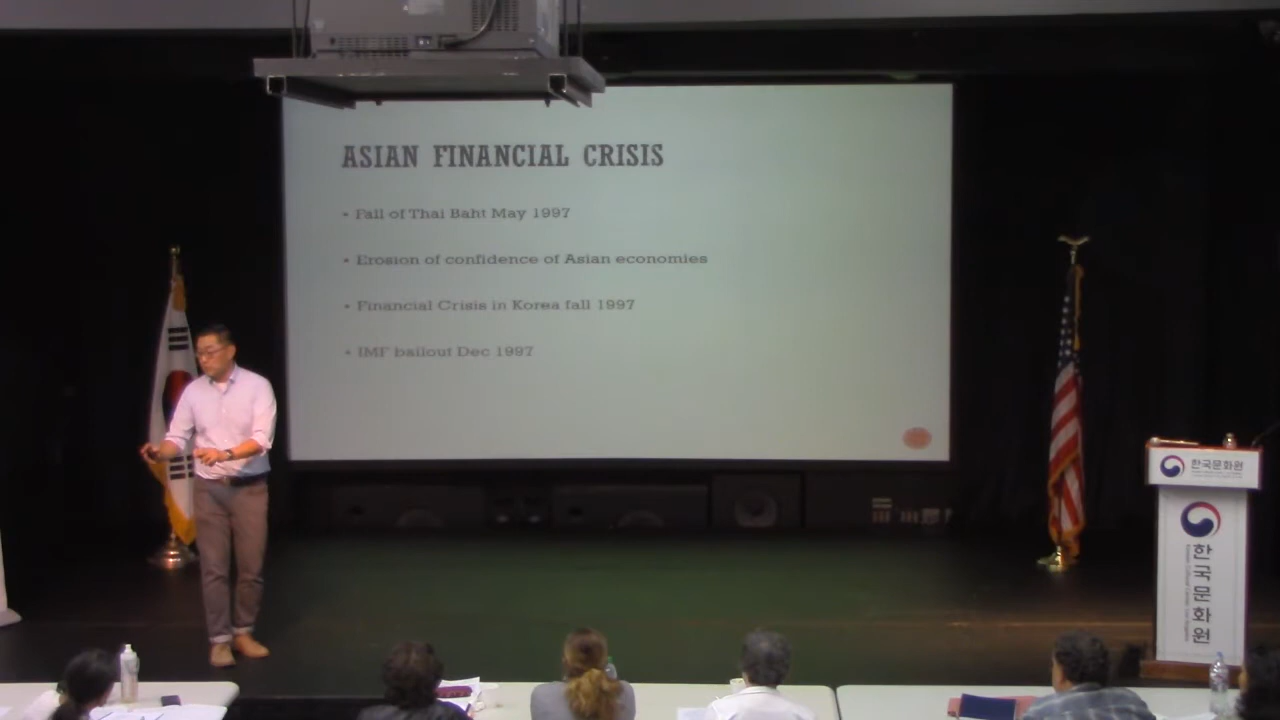 ASIAN FINANCIAL CRISIS
• Fall of Thai Baht May 1997
• Erosion of confidence of Asian economies
• Financial Crisis in Korea fall 1997
• IMF bailout Dec 1997
한국문화원
한국문화원